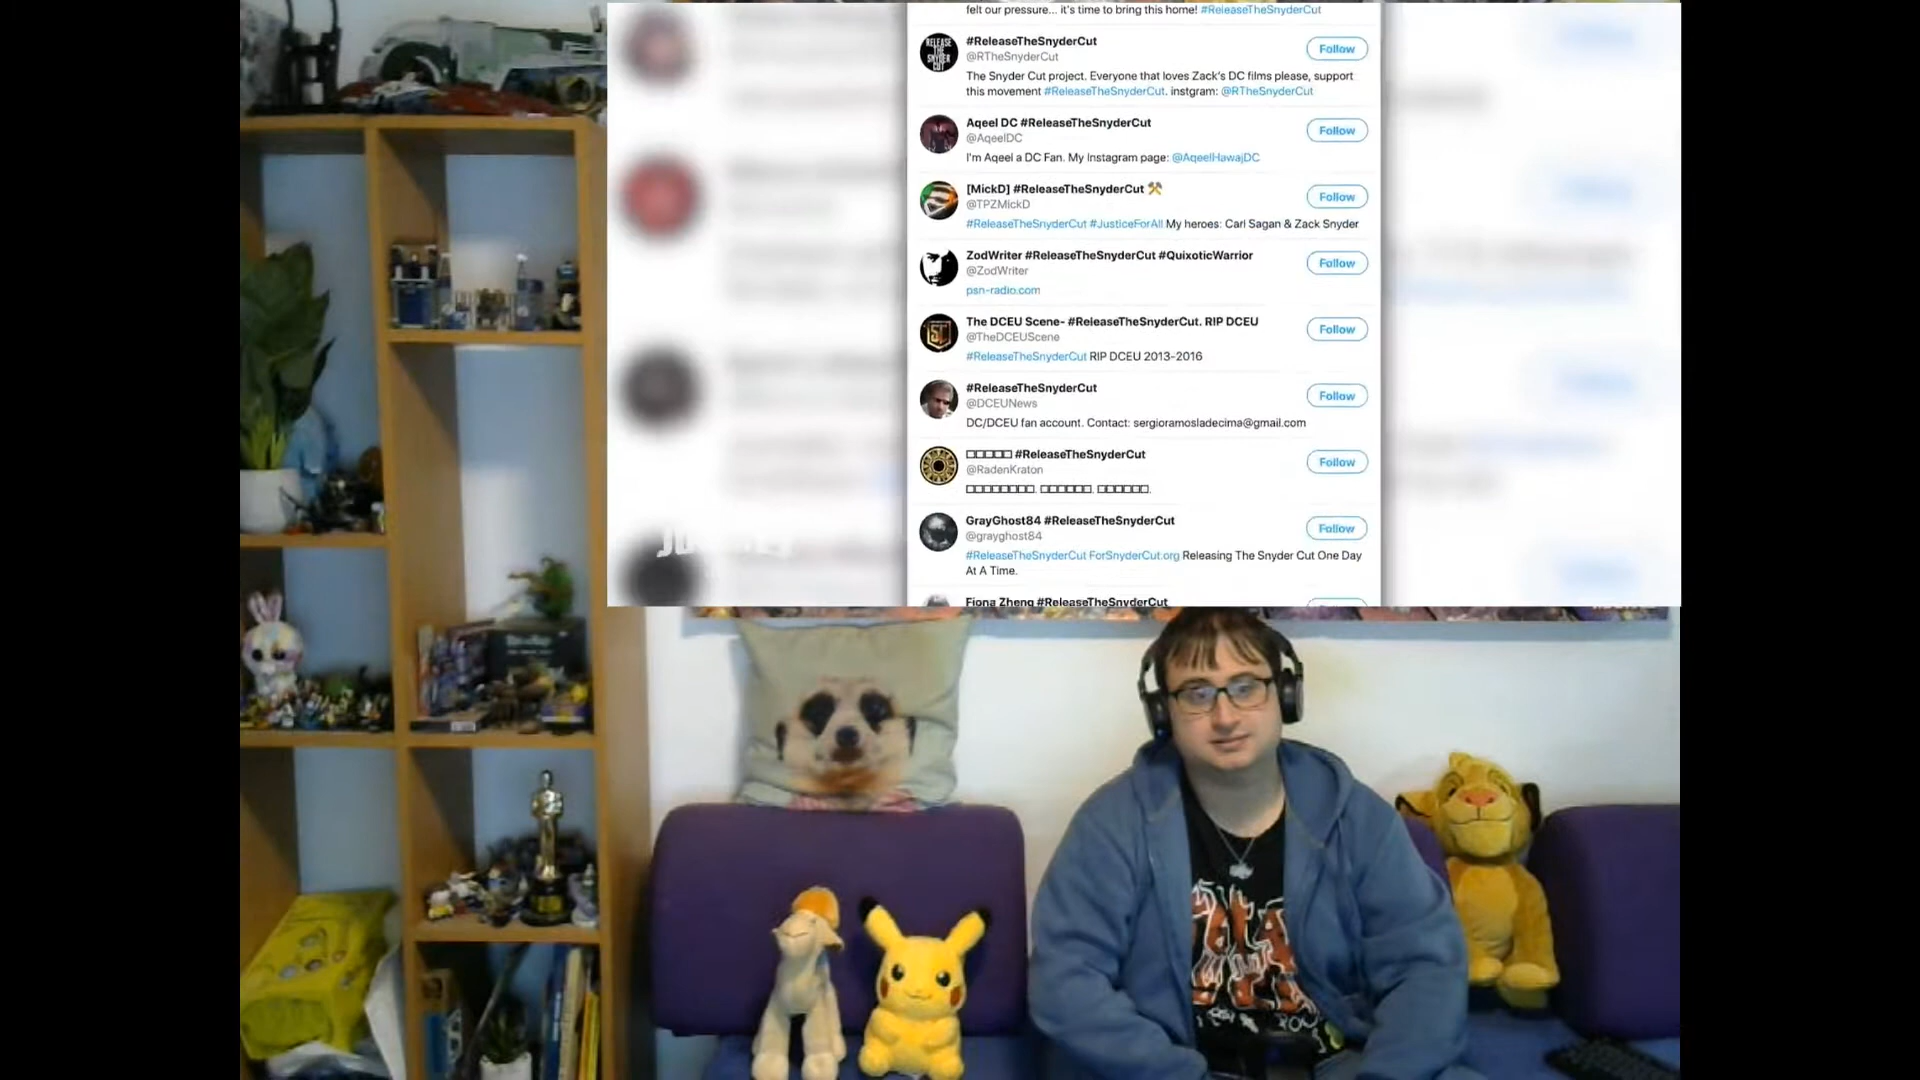 felt our pressure... it's time to bring this home! #ReleaseTheSnyderCut
RELEASE
THE
SNYDER
CUT
#ReleaseTheSnyderCut
Follow
@RTheSnyderCut
The Snyder Cut project. Everyone that loves Zack's DC films please, support
this movement #ReleaseTheSnyderCut. instgram: @RTheSnyderCut
Aqeel DC #ReleaseTheSnyderCut
Follow
@AqeelDC
I'm Aqeel a DC Fan. My Instagram page: @AqeelHawajDC
[MickD] #ReleaseTheSnyderCut
Follow
@TPZMickD
#ReleaseTheSnyderCut #JusticeForAll My heroes: Carl Sagan & Zack Snyder
ZodWriter #ReleaseTheSnyderCut #QuixoticWarrior
Follow
@ZodWriter
psn-radio.com
The DCEU Scene- #ReleaseTheSnyderCut. RIP DCEU
Follow
@TheDCEUScene
#ReleaseTheSnyderCut RIP DCEU 2013-2016
#ReleaseTheSnyderCut
Follow
@DCEUNews
DC/DCEU fan account. Contact: sergioramosladecima@gmail.com
#ReleaseTheSnyderCut
Follow
@RadenKraton
GrayGhost84 #ReleaseTheSnyderCut
Follow
@grayghost84
#ReleaseTheSnyderCut ForSnyderCut.org Releasing The Snyder Cut One Day
At A Time.
Fiona Zheng #ReleaseTheSnyderCut